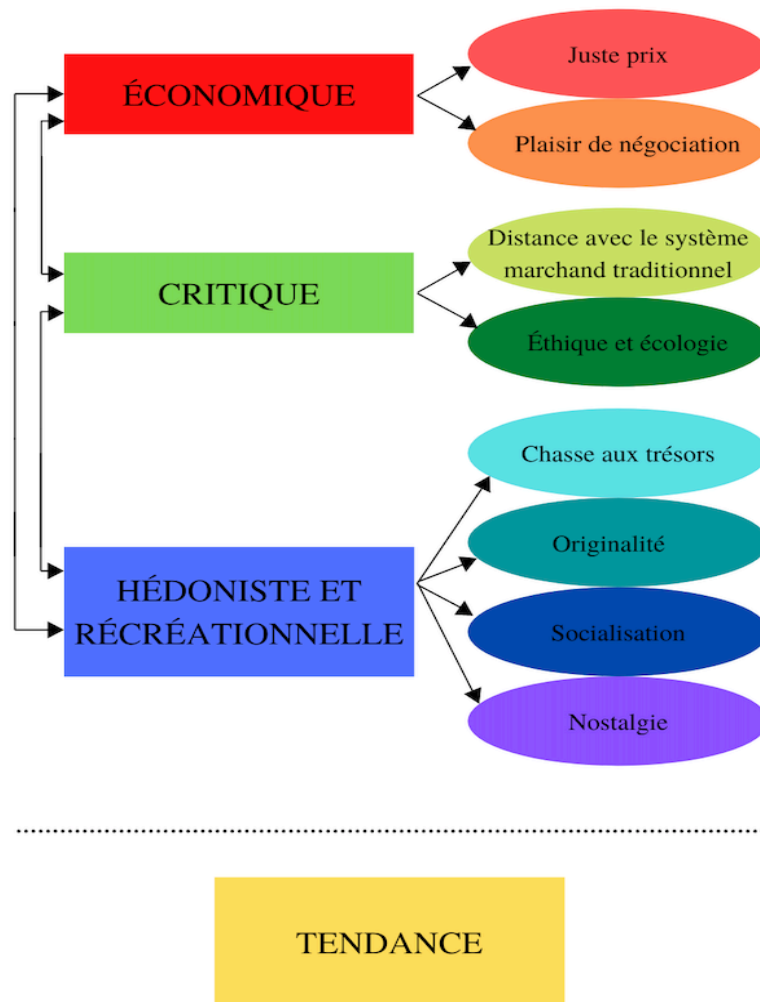 ÉCONOMIQUE
Juste prix
Plaisir de négociation
CRITIQUE
Distance avec le système
marchand traditionnel
Éthique et écologie
HÉDONISTE ET
RÉCRÉATIONNELLE
Chasse aux trésors
Originalité
Socialisation
Nostalgie
TENDANCE